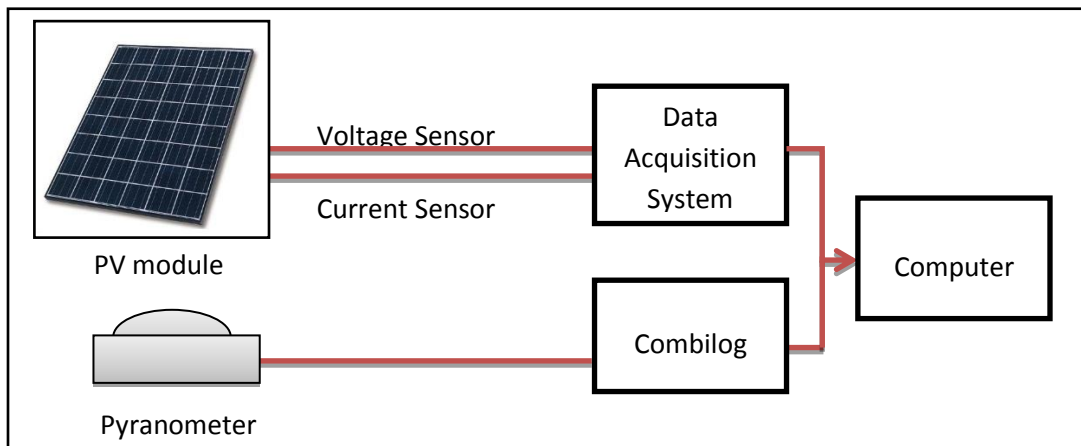 Voltage Sensor
Current Sensor
PV module
Data
Acquisition
System
Computer
Combilog
Pyranometer